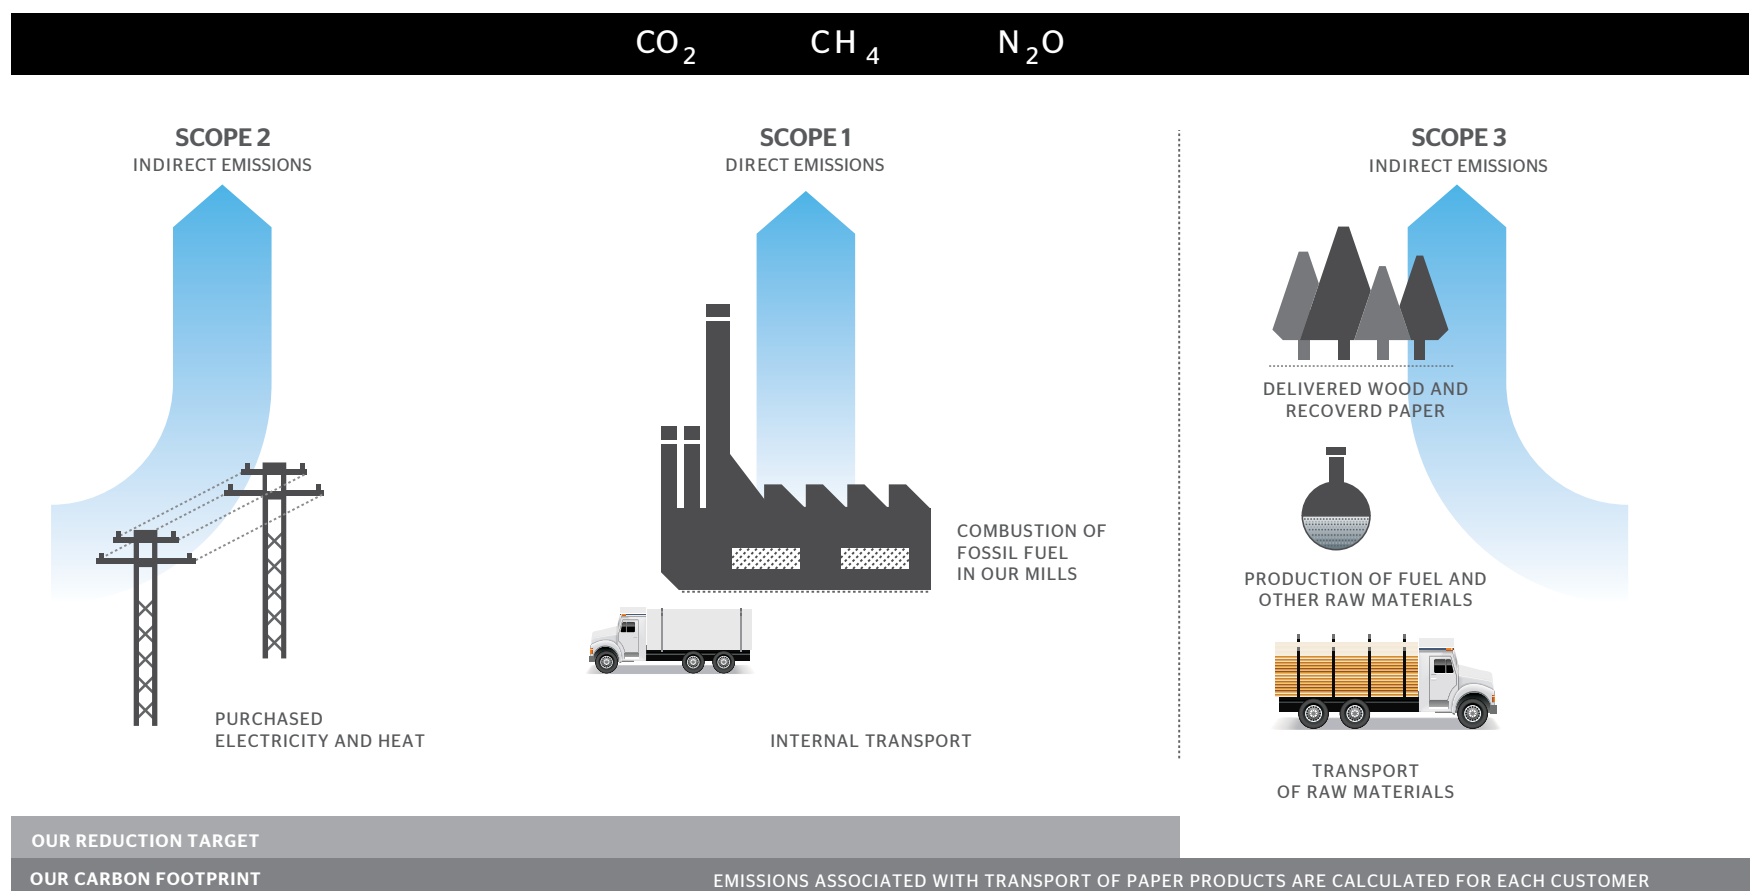 CO2 CH4 N2O
SCOPE 2
INDIRECT EMISSIONS
PURCHASED
ELECTRICITY AND HEAT
SCOPE 1
DIRECT EMISSIONS
COMBUSTION OF
FOSSIL FUEL
IN OUR MILLS
INTERNAL TRANSPORT
SCOPE 3
INDIRECT EMISSIONS
DELIVERED WOOD AND
RECOVERD PAPER
PRODUCTION OF FUEL AND
OTHER RAW MATERIALS
TRANSPORT
OF RAW MATERIALS
OUR REDUCTION TARGET
OUR CARBON FOOTPRINT
EMISSIONS ASSOCIATED WITH TRANSPORT OF PAPER PRODUCTS ARE CALCULATED FOR EACH CUSTOMER